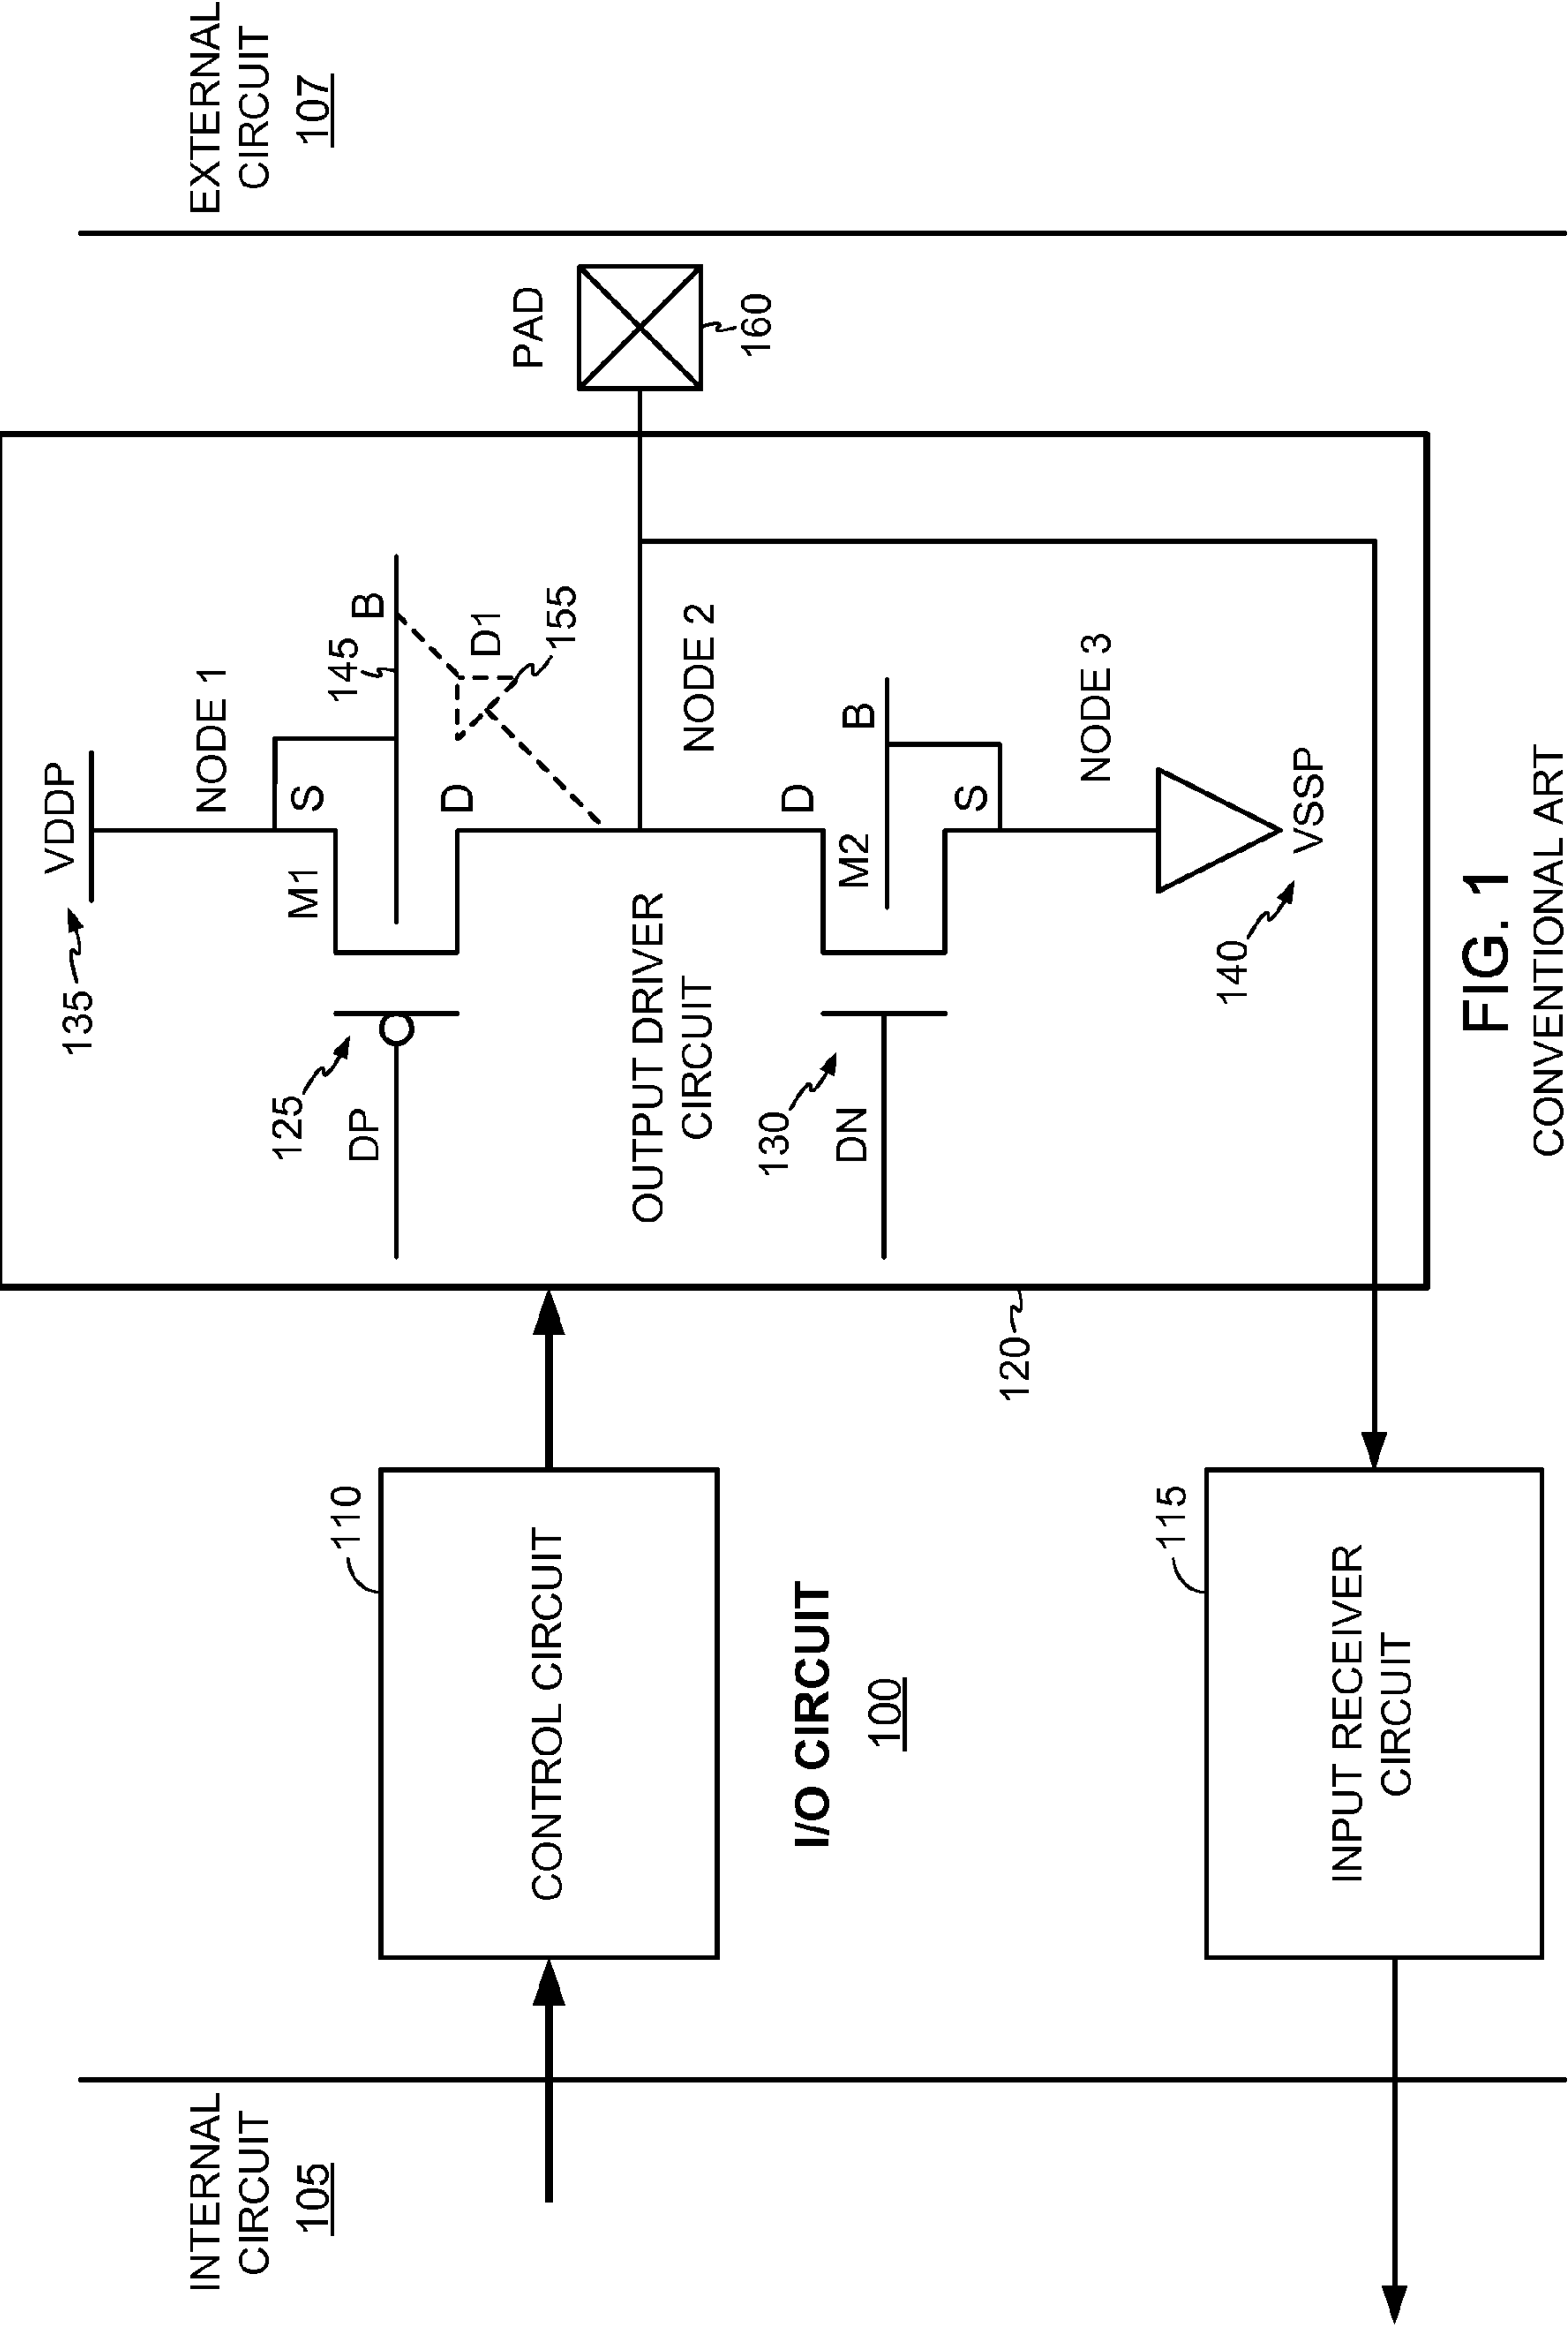 INTERNAL
CIRCUIT
105
EXTERNAL
CIRCUIT
107
110
CONTROL CIRCUIT
I/O CIRCUIT
100
115
INPUT RECEIVER
CIRCUIT
120
135
VDDP
NODE 1
125
DP
M1
S
D
145
B
D1
155
OUTPUT DRIVER
CIRCUIT
NODE 2
PAD
160
130
DN
M2
D
B
S
NODE 3
140
VSSP
FIG. 1
CONVENTIONAL ART